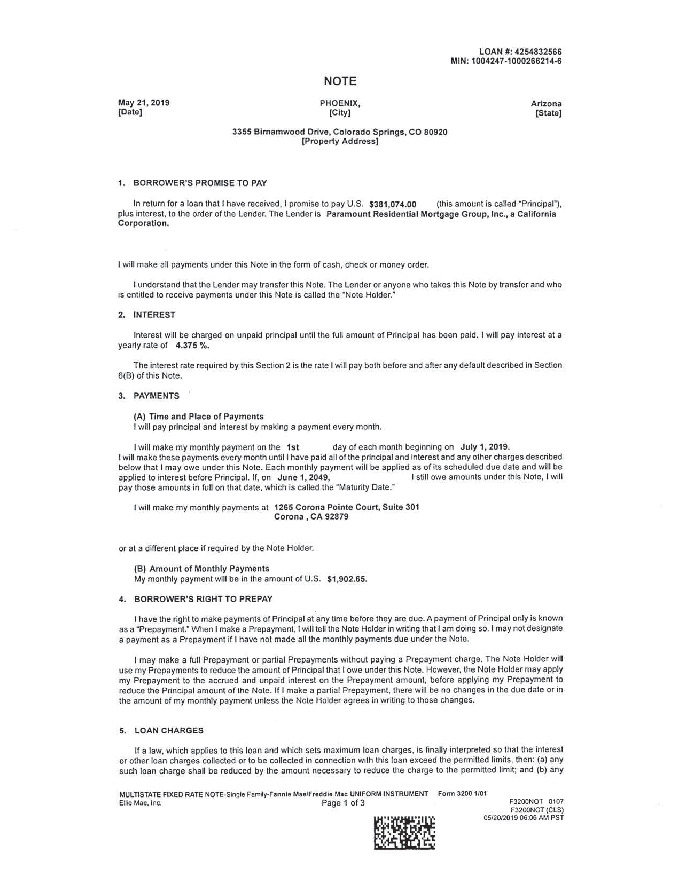 LOAN #: 4254832566
MIN: 1004247-1000266214-6
NOTE
May 21, 2019 PHOENIX, Arizona
[Date] [City] [State]
3355 Birnamwood Drive, Colorado Springs, CO 80920
[Property Address]
1. BORROWER'S PROMISE TO PAY
In return for a loan that I have received, I promise to pay U.S. $381,074.00 (this amount is called "Principal"),
plus interest, to the order of the Lender. The Lender is Paramount Residential Mortgage Group, Inc., a California
Corporation.
I will make all payments under this Note in the form of cash, check or money order.
I understand that the Lender may transfer this Note. The Lender or anyone who takes this Note by transfer and who
is entitled to receive payments under this Note is called the "Note Holder."
2. INTEREST
Interest will be charged on unpaid principal until the full amount of Principal has been paid. I will pay interest at a
yearly rate of 4.375 %.
The interest rate required by this Section 2 is the rate I will pay both before and after any default described in Section
6(B) of this Note.
3. PAYMENTS
(A) Time and Place of Payments
I will pay principal and interest by making a payment every month.
I will make my monthly payment on the 1st day of each month beginning on July 1, 2019.
I will make these payments every month until I have paid all of the principal and interest and any other charges described
below that I may owe under this Note. Each monthly payment will be applied as of its scheduled due date and will be
applied to interest before Principal. If, on June 1, 2049, I still owe amounts under this Note, I will
pay those amounts in full on that date, which is called the "Maturity Date."
I will make my monthly payments at 1265 Corona Pointe Court, Suite 301
Corona , CA 92879
or at a different place if required by the Note Holder.
(B) Amount of Monthly Payments
My monthly payment will be in the amount of U.S. $1,902.65.
4. BORROWER'S RIGHT TO PREPAY
I have the right to make payments of Principal at any time before they are due. A payment of Principal only is known
as a "Prepayment." When I make a Prepayment, I will tell the Note Holder in writing that I am doing so. I may not designate
a payment as a Prepayment if I have not made all the monthly payments due under the Note.
I may make a full Prepayment or partial Prepayments without paying a Prepayment charge. The Note Holder will
use my Prepayments to reduce the amount of Principal that I owe under this Note. However, the Note Holder may apply
my Prepayment to the accrued and unpaid interest on the Prepayment amount, before applying my Prepayment to
reduce the Principal amount of the Note. If I make a partial Prepayment, there will be no changes in the due date or in
the amount of my monthly payment unless the Note Holder agrees in writing to those changes.
5. LOAN CHARGES
If a law, which applies to this loan and which sets maximum loan charges, is finally interpreted so that the interest
or other loan charges collected or to be collected in connection with this loan exceed the permitted limits, then: (a) any
such loan charge shall be reduced by the amount necessary to reduce the charge to the permitted limit; and (b) any
MULTISTATE FIXED RATE NOTE-Single Family-Fannie Mae/Freddie Mac UNIFORM INSTRUMENT Form 3200 1/01
Ellie Mae, Inc. Page 1 of 3 F3200NOT 0107
F3200NOT (CLS)
05/20/2019 06:06 AM PST